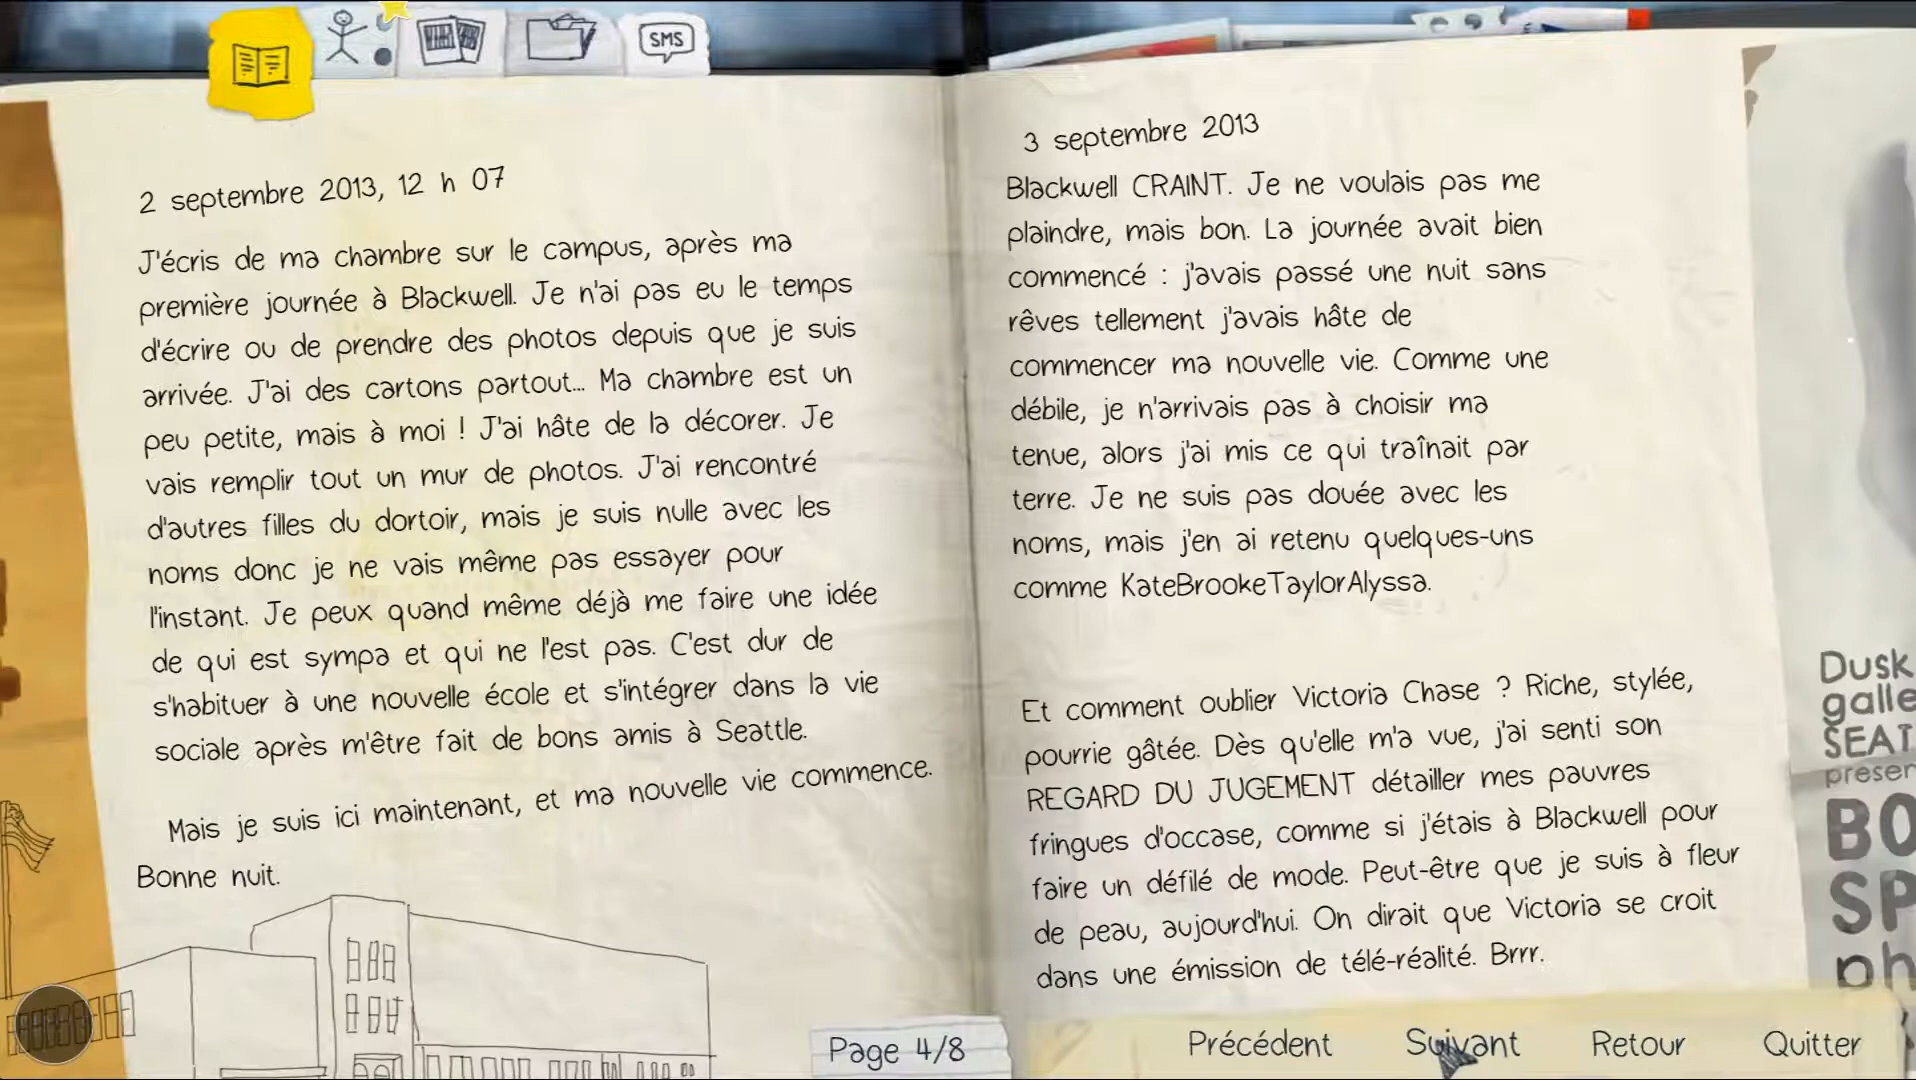 SMS
2 septembre 2013, 12 h 07
J'écris de ma chambre sur le campus, après ma
première journée à Blackwell. Je n'ai pas eu le temps
d'écrire ou de prendre des photos depuis que je suis
arrivée. J'ai des cartons partout... Ma chambre est un
peu petite, mais à moi ! J'ai hâte de la décorer. Je
vais remplir tout un mur de photos. J'ai rencontré
d'autres filles du dortoir, mais je suis nulle avec les
noms donc je ne vais même pas essayer pour
l'instant. Je peux quand même déjà me faire une idée
de qui est sympa et qui ne l'est pas. C'est dur de
s'habituer à une nouvelle école et s'intégrer dans la vie
sociale après m'être fait de bons amis à Seattle.
Mais je suis ici maintenant, et ma nouvelle vie commence.
Bonne nuit.
3 septembre 2013
Blackwell CRAINT. Je ne voulais pas me
plaindre, mais bon. La journée avait bien
commencé : j'avais passé une nuit sans
rêves tellement j'avais hâte de
commencer ma nouvelle vie. Comme une
débile, je n'arrivais pas à choisir ma
tenue, alors j'ai mis ce qui traînait par
terre. Je ne suis pas douée avec les
noms, mais j'en ai retenu quelques-uns
comme KateBrookeTaylorAlyssa.
Et comment oublier Victoria Chase ? Riche, stylée,
pourrie gâtée. Dès qu'elle m'a vue, j'ai senti son
REGARD DU JUGEMENT détailler mes pauvres
fringues d'occase, comme si j'étais à Blackwell pour
faire un défilé de mode. Peut-être que je suis à fleur
de peau, aujourd'hui. On dirait que Victoria se croit
dans une émission de télé-réalité. Brrr.
Dusk
galle
SEAT
presen
BO
SP
ph
Page 4/8
Précédent Suivant Retour Quitter